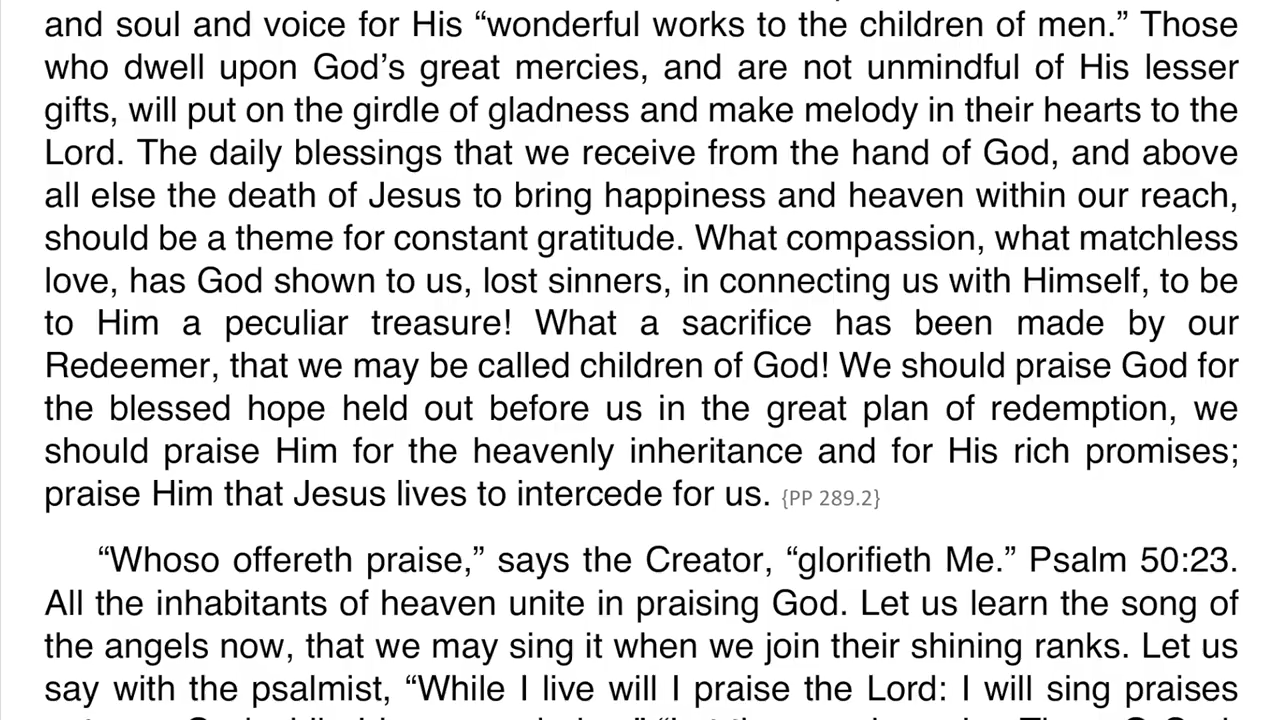 and soul and voice for His “wonderful works to the children of men.” Those
who dwell upon God’s great mercies, and are not unmindful of His lesser
gifts, will put on the girdle of gladness and make melody in their hearts to the
Lord. The daily blessings that we receive from the hand of God, and above
all else the death of Jesus to bring happiness and heaven within our reach,
should be a theme for constant gratitude. What compassion, what matchless
love, has God shown to us, lost sinners, in connecting us with Himself, to be
to Him a peculiar treasure! What a sacrifice has been made by our
Redeemer, that we may be called children of God! We should praise God for
the blessed hope held out before us in the great plan of redemption, we
should praise Him for the heavenly inheritance and for His rich promises;
praise Him that Jesus lives to intercede for us. {PP 289.2}
“Whoso offereth praise,” says the Creator, “glorifieth Me.” Psalm 50:23.
All the inhabitants of heaven unite in praising God. Let us learn the song of
the angels now, that we may sing it when we join their shining ranks. Let us
say with the psalmist, “While I live will I praise the Lord: I will sing praises